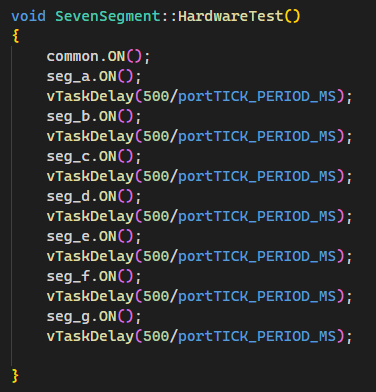 void SevenSegment::HardwareTest()
{
    common.ON();
    seg_a.ON();
    vTaskDelay(500/portTICK_PERIOD_MS);
    seg_b.ON();
    vTaskDelay(500/portTICK_PERIOD_MS);
    seg_c.ON();
    vTaskDelay(500/portTICK_PERIOD_MS);
    seg_d.ON();
    vTaskDelay(500/portTICK_PERIOD_MS);
    seg_e.ON();
    vTaskDelay(500/portTICK_PERIOD_MS);
    seg_f.ON();
    vTaskDelay(500/portTICK_PERIOD_MS);
    seg_g.ON();
    vTaskDelay(500/portTICK_PERIOD_MS);
}